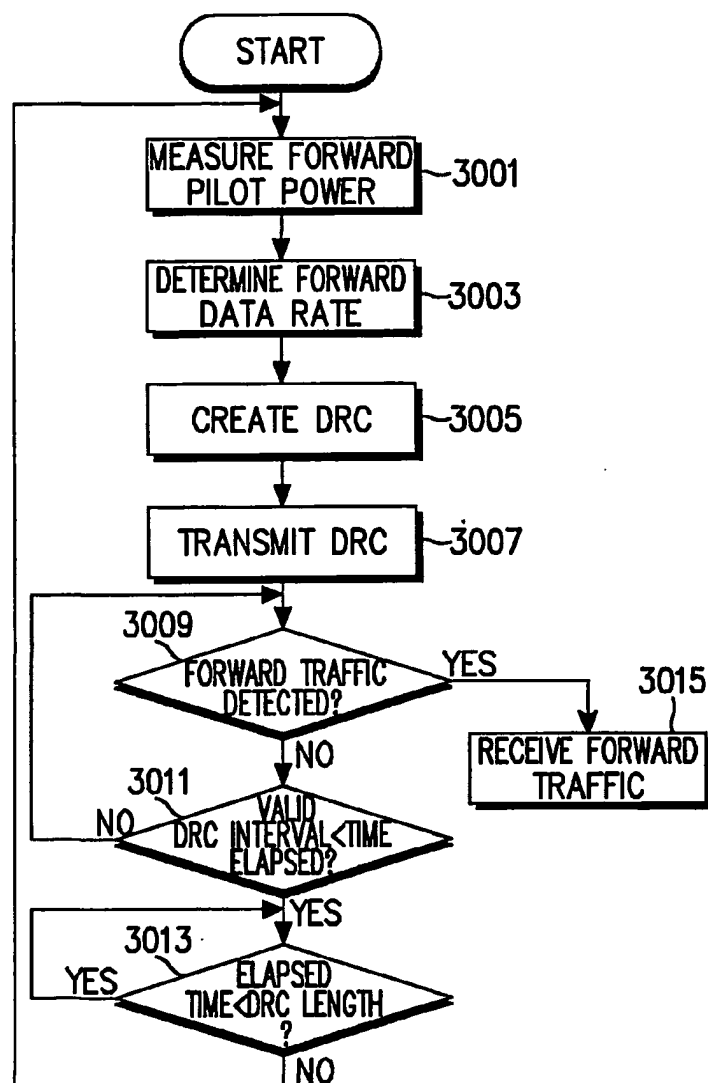 START
MEASURE FORWARD
PILOT POWER
3001
DETERMINE FORWARD
DATA RATE
3003
CREATE DRC
3005
TRANSMIT DRC
3007
3009
FORWARD TRAFFIC
DETECTED?
YES
3015
RECEIVE FORWARD
TRAFFIC
NO
3011
VALID
DRC INTERVAL<TIME
ELAPSED?
NO
YES
3013
ELAPSED
TIME<DRC LENGTH
?
YES
NO